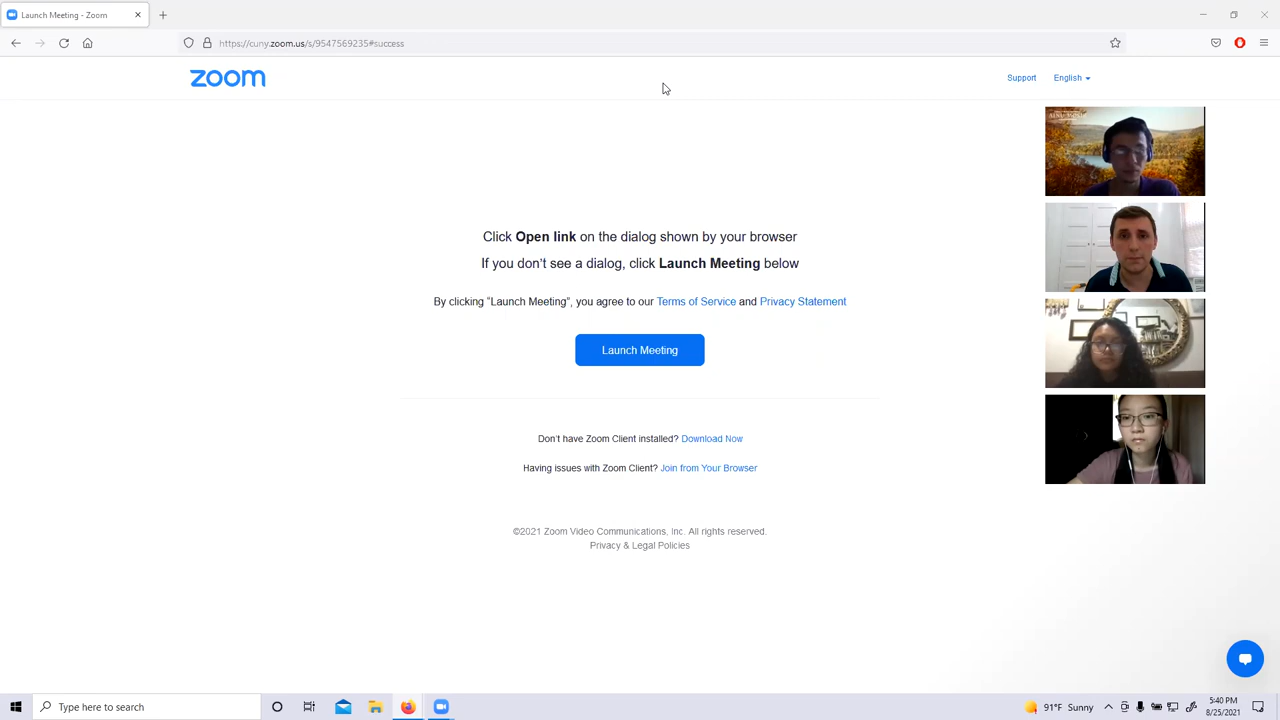 Launch Meeting - Zoom
https://cuny.zoom.us/s/9547569235#success
zoom
Support
English
Click Open link on the dialog shown by your browser
If you don't see a dialog, click Launch Meeting below
By clicking "Launch Meeting", you agree to our Terms of Service and Privacy Statement
Launch Meeting
Don't have Zoom Client installed? Download Now
Having issues with Zoom Client? Join from Your Browser
©2021 Zoom Video Communications, Inc. All rights reserved.
Privacy & Legal Policies
Type here to search
91°F Sunny
5:40 PM
8/25/2021